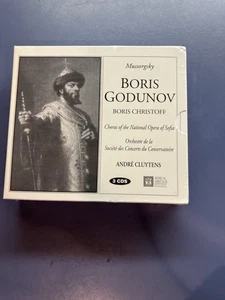 Mussorgsky
BORIS
GODUNOV
BORIS CHRISTOFF
Chorus of the National Opera of Sofia
Orchestre de la
Société des Concerts du Conservatoire
ANDRÉ CLUYTENS
3 CDS